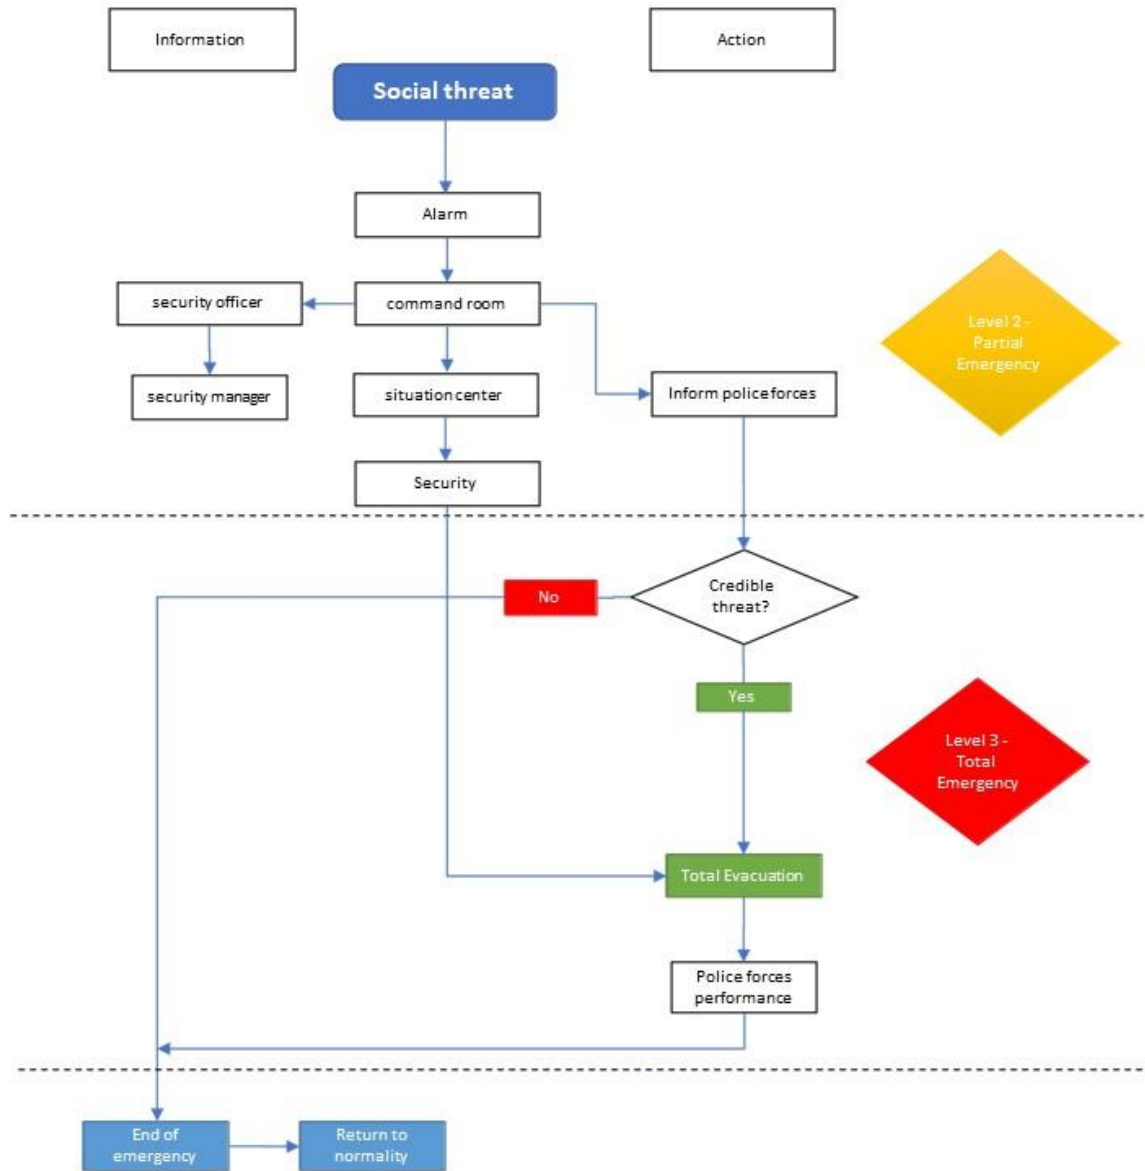 Information
Action
Social threat
Alarm
security officer
command room
Level 2 -
Partial
Emergency
security manager
situation center
Inform police forces
Security
Credible
threat?
No
Yes
Level 3 -
Total
Emergency
Total Evacuation
Police forces
performance
End of
emergency
Return to
normality